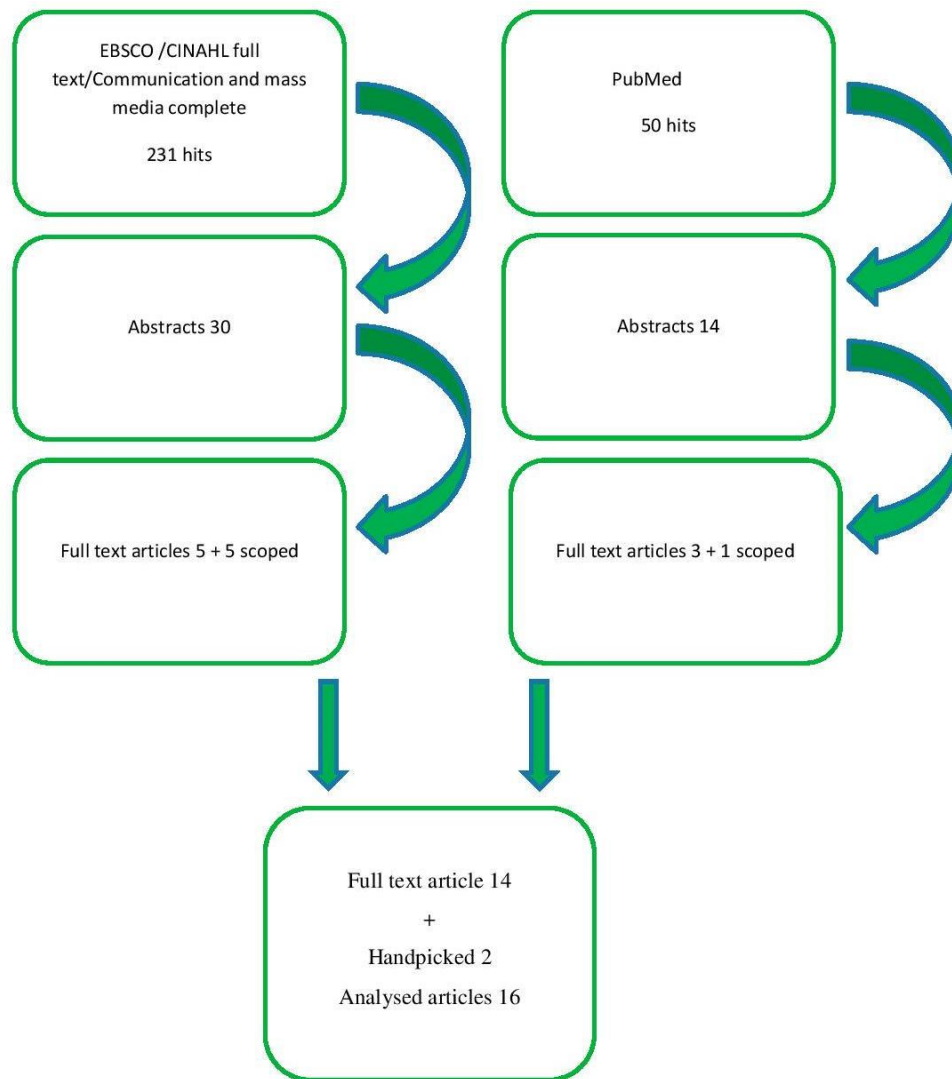 EBSCO /CINAHL full
text/Communication and mass
media complete
231 hits
PubMed
50 hits
Abstracts 30
Abstracts 14
Full text articles 5 + 5 scoped
Full text articles 3 + 1 scoped
Full text article 14
+
Handpicked 2
Analysed articles 16